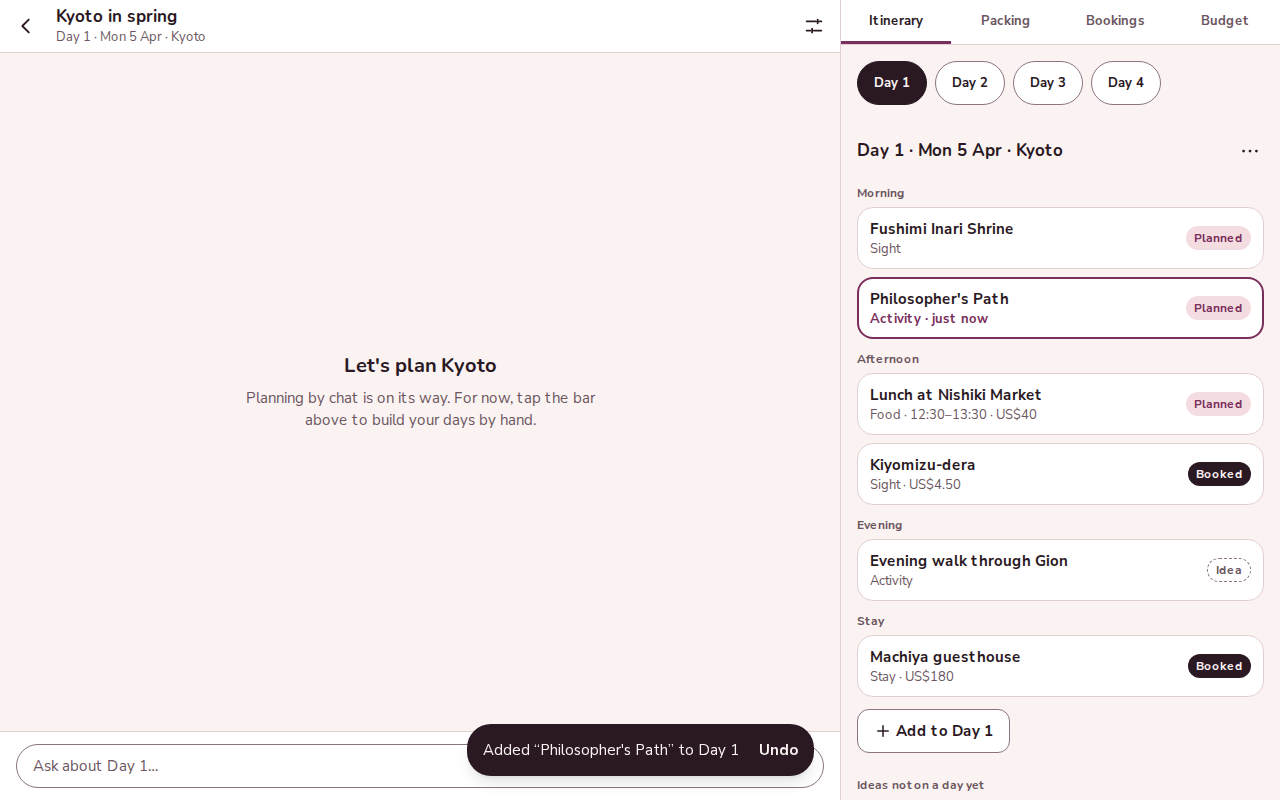 Kyoto in spring
Day 1 · Mon 5 Apr · Kyoto
Let's plan Kyoto
Planning by chat is on its way. For now, tap the bar
above to build your days by hand.
Ask about Day 1...
Added “Philosopher's Path” to Day 1 Undo
Itinerary Packing Bookings Budget
Day 1 Day 2 Day 3 Day 4
Day 1 · Mon 5 Apr · Kyoto
Morning
Fushimi Inari Shrine
Sight
Planned
Philosopher's Path
Activity · just now
Planned
Afternoon
Lunch at Nishiki Market
Food · 12:30–13:30 · US$40
Planned
Kiyomizu-dera
Sight · US$4.50
Booked
Evening
Evening walk through Gion
Activity
Idea
Stay
Machiya guesthouse
Stay · US$180
Booked
+ Add to Day 1
Ideas not on a day yet